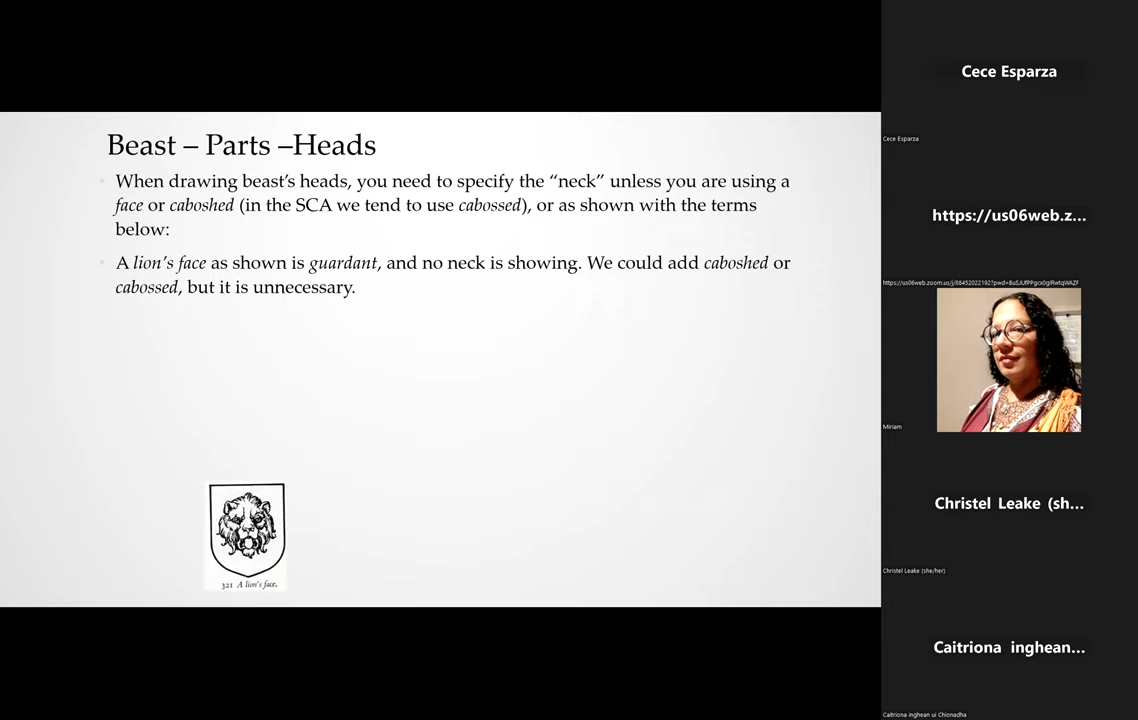 Beast – Parts –Heads
When drawing beast's heads, you need to specify the “neck” unless you are using a
face or caboshed (in the SCA we tend to use cabossed), or as shown with the terms
below:
A lion's face as shown is guardant, and no neck is showing. We could add caboshed or
cabossed, but it is unnecessary.
321 A lion's face.
Cece Esparza
Cece Esparza
https://us06web.z...
Miriam
Christel Leake (sh...
Christel Leake (she/her)
Caitriona inghean...
Caitriona inghean ui Chionadha